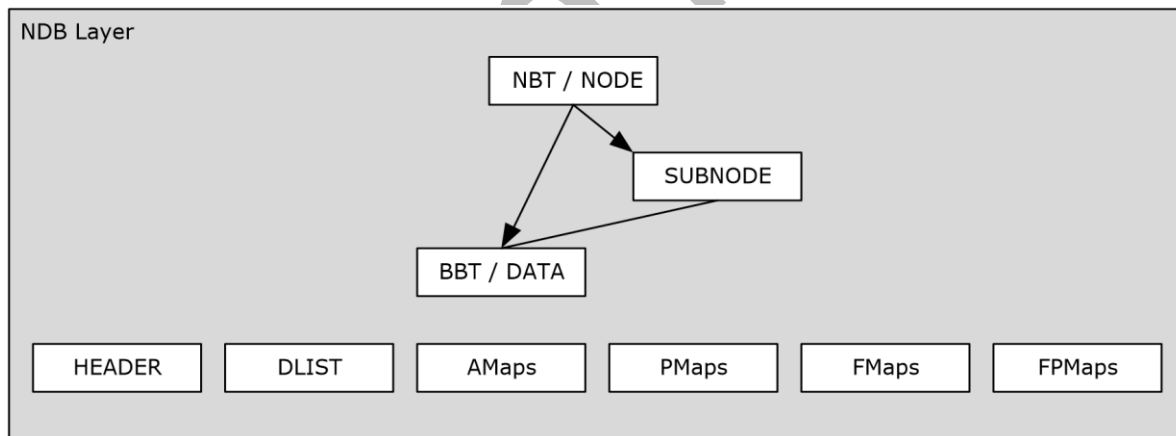 NDB Layer
NBT / NODE
SUBNODE
BBT / DATA
HEADER
DLIST
AMaps
PMaps
FMaps
FPMaps